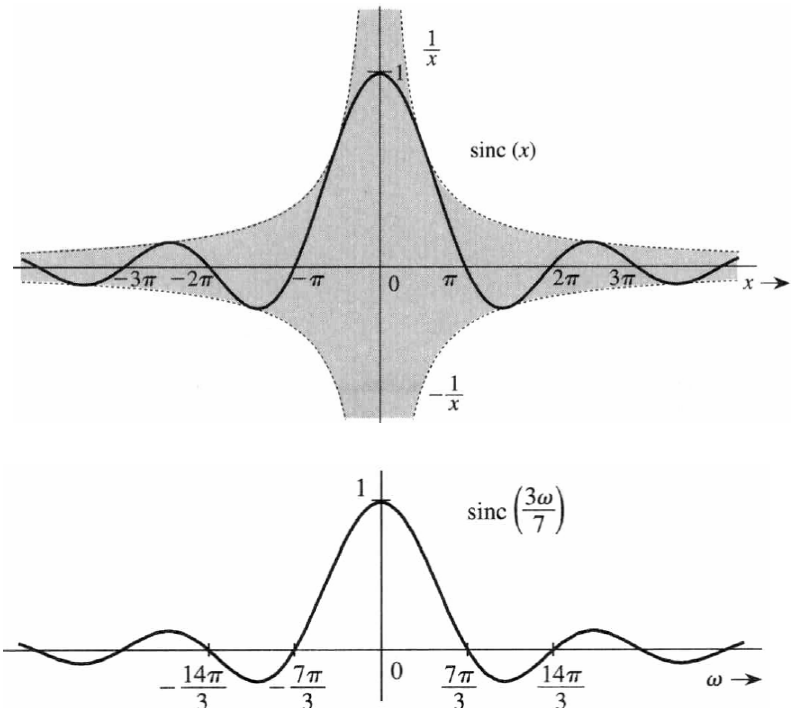 1/x
1
sinc (x)
−3π −2π −π 0 π 2π 3π x →
−1/x
1
sinc (3ω/7)
−14π/3 −7π/3 0 7π/3 14π/3 ω →